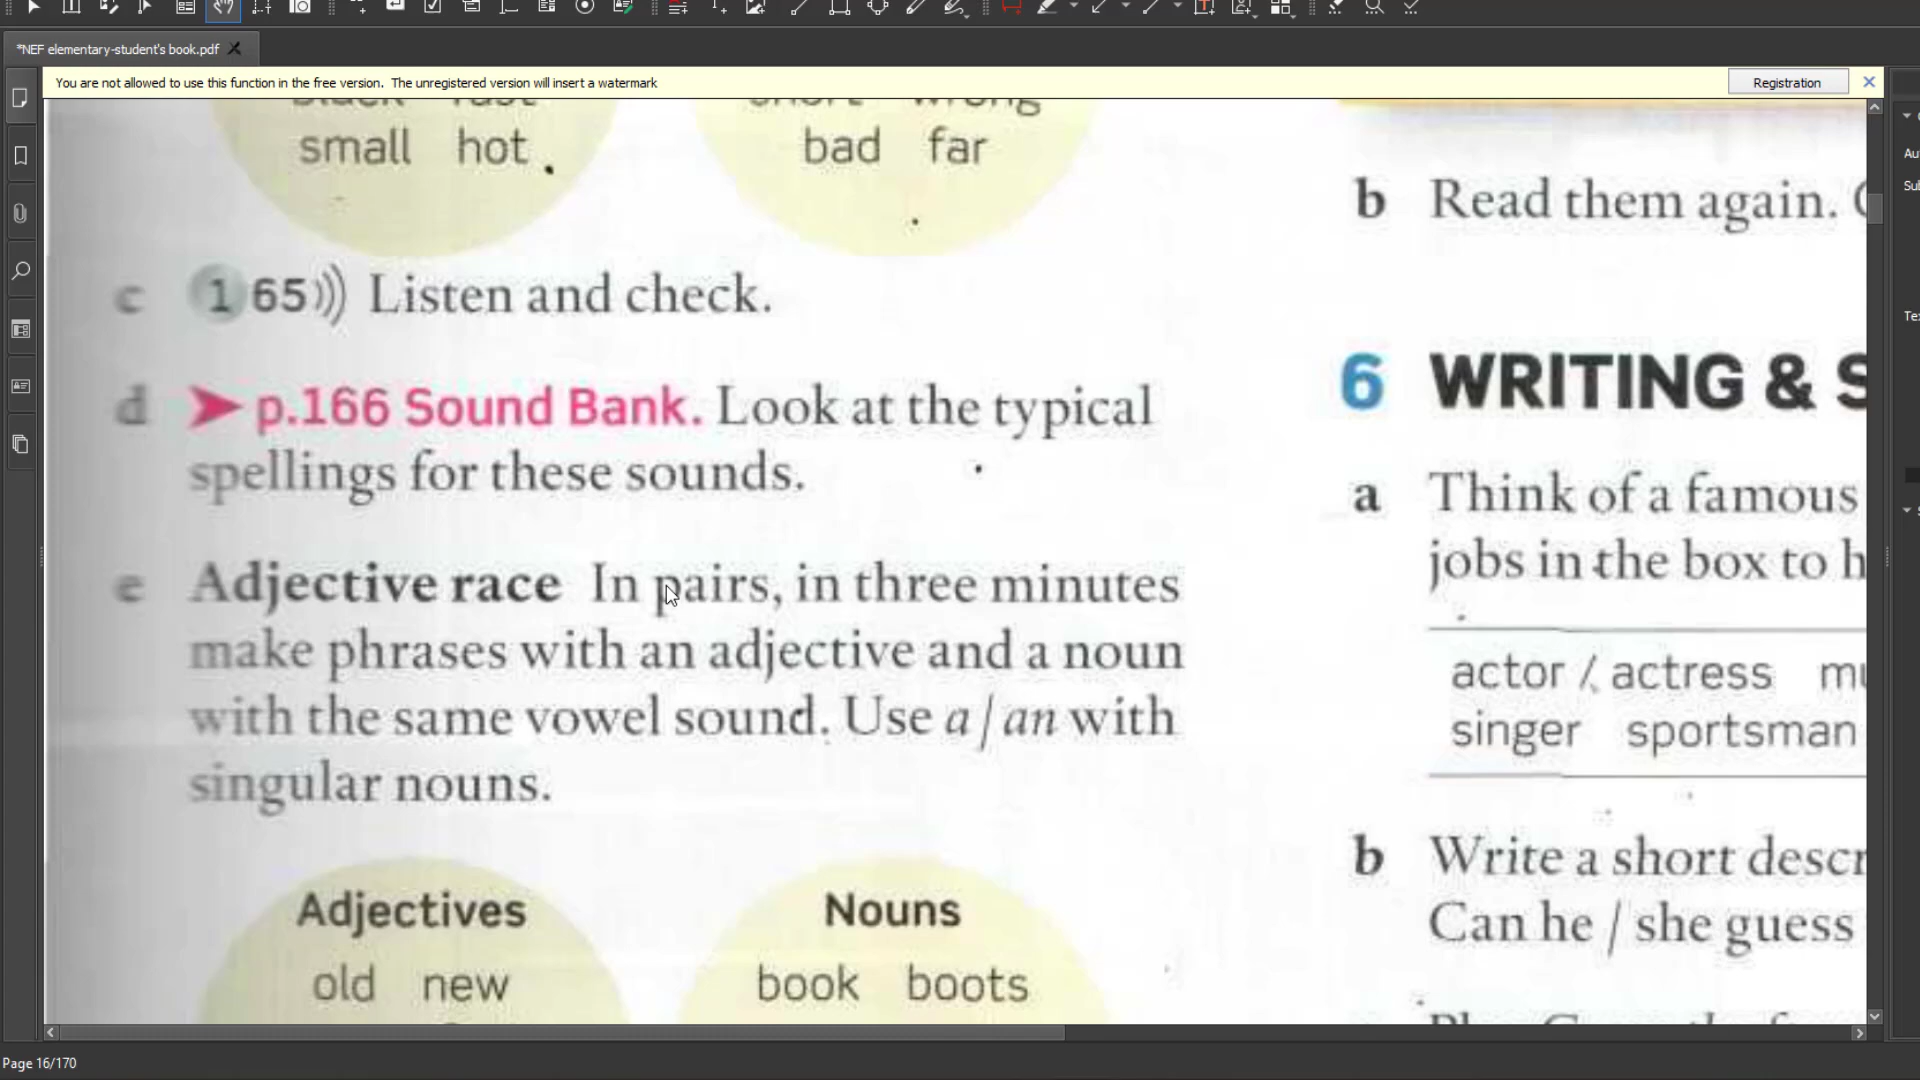 *NEF elementary-student's book.pdf
You are not allowed to use this function in the free version. The unregistered version will insert a watermark
Registration
small hot
bad far
c 1 65 Listen and check.
d p.166 Sound Bank. Look at the typical
spellings for these sounds.
e Adjective race In pairs, in three minutes
make phrases with an adjective and a noun
with the same vowel sound. Use a / an with
singular nouns.
Adjectives
old new
Nouns
book boots
b Read them again.
6 WRITING & S
a Think of a famous
jobs in the box to h
actor / actress mu
singer sportsman
b Write a short descr
Can he / she guess
Page 16/170